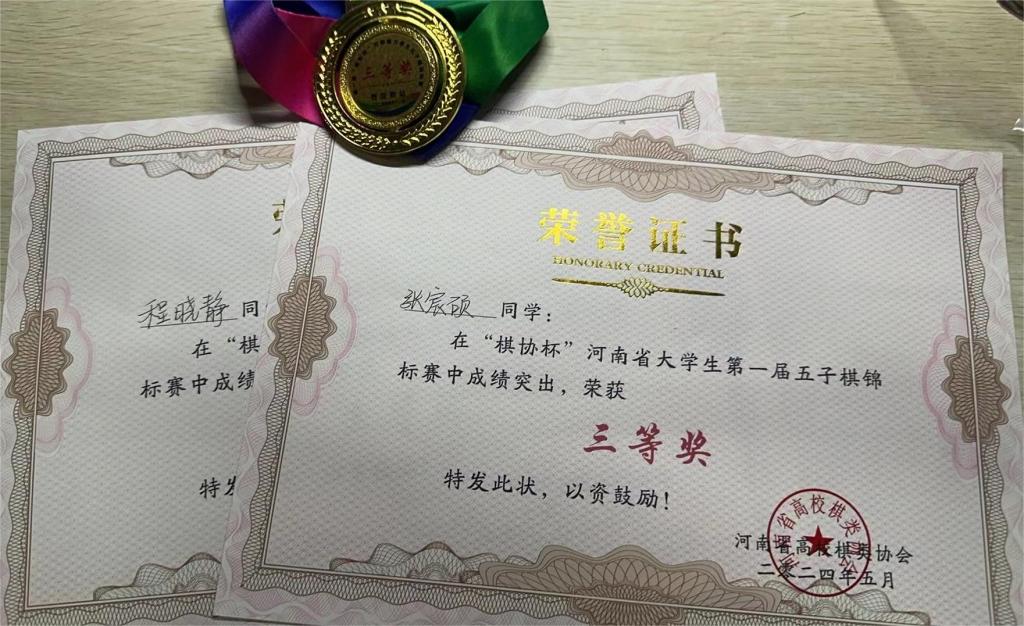 三等奖
荣誉证书
HONORARY CREDENTIAL
张家硕 同学：
在“棋协杯”河南省大学生第一届五子棋锦
标赛中成绩突出，荣获
三等奖
特发此状，以资鼓励！
河南省高校棋类协会
二〇二四年五月
程晓静 同
在“棋
标赛中成绩
特发